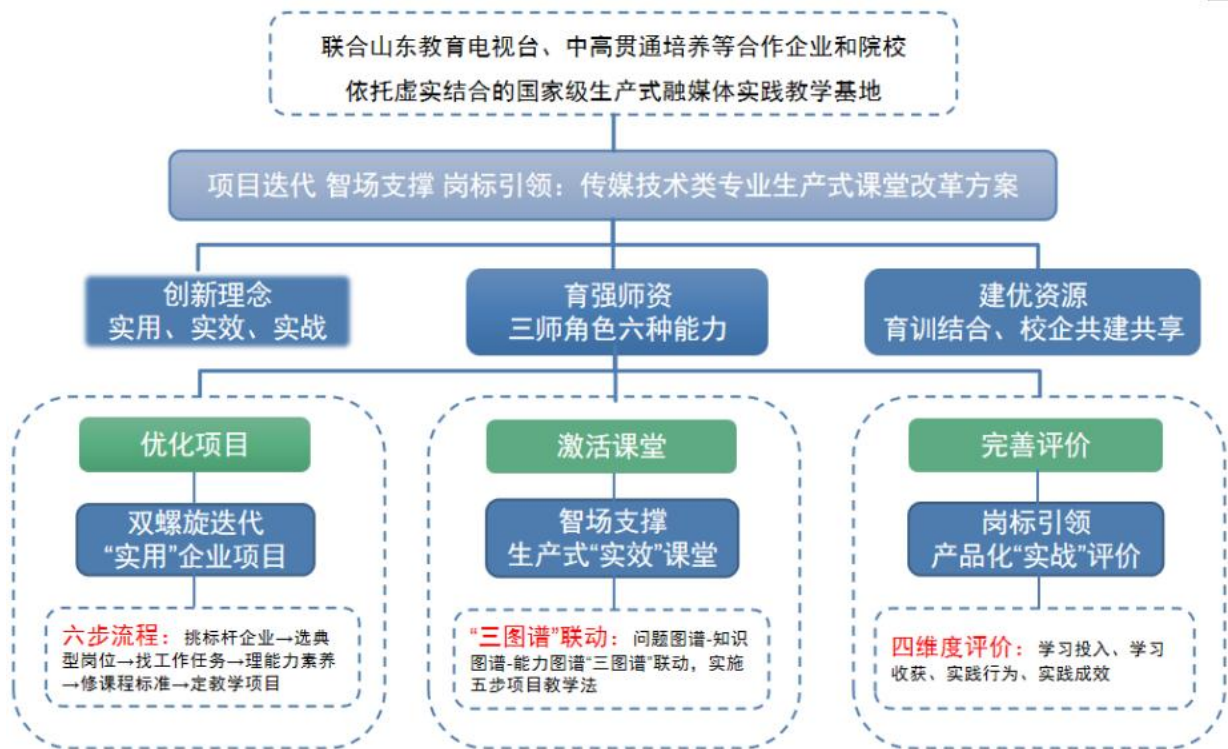 联合山东教育电视台、中高贯通培养等合作企业和院校
依托虚实结合的国家级生产式融媒体实践教学基地
项目迭代 智场支撑 岗标引领：传媒技术类专业生产式课堂改革方案
创新理念
实用、实效、实战
育强师资
三师角色六种能力
建优资源
育训结合、校企共建共享
优化项目
双螺旋迭代
“实用”企业项目
六步流程：挑标杆企业→选典
型岗位→找工作任务→理能力素养
→修课程标准→定教学项目
激活课堂
智场支撑
生产式“实效”课堂
“三图谱”联动：问题图谱-知识
图谱-能力图谱“三图谱”联动，实施
五步项目教学法
完善评价
岗标引领
产品化“实战”评价
四维度评价：学习投入、学习
收获、实践行为、实践成效